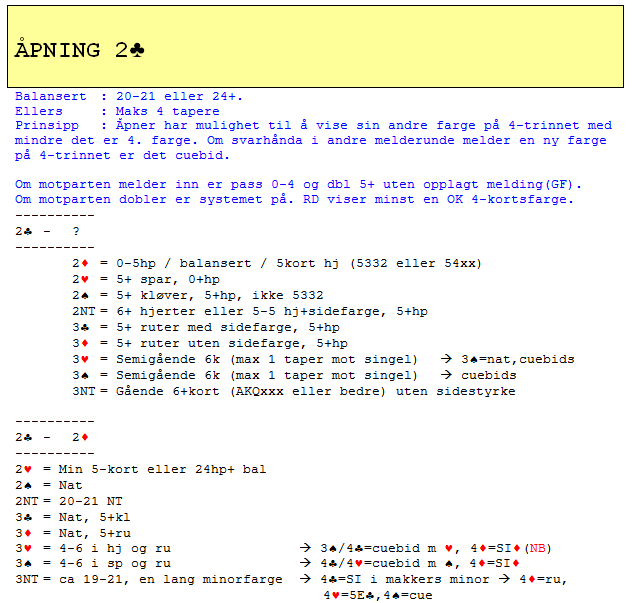 ÅPNING 2♣
Balansert : 20-21 eller 24+.
Ellers : Maks 4 tapere
Prinsipp : Åpner har mulighet til å vise sin andre farge på 4-trinnet med
mindre det er 4. farge. Om svarhånda i andre melderunde melder en ny farge
på 4-trinnet er det cuebid.
Om motparten melder inn er pass 0-4 og dbl 5+ uten opplagt melding(GF).
Om motparten dobler er systemet på. RD viser minst en OK 4-kortsfarge.
----------
2♣ - ?
----------
2♦ = 0-5hp / balansert / 5kort hj (5332 eller 54xx)
2♥ = 5+ spar, 0+hp
2♠ = 5+ kløver, 5+hp, ikke 5332
2NT = 6+ hjerter eller 5-5 hj+sidefarge, 5+hp
3♣ = 5+ ruter med sidefarge, 5+hp
3♦ = 5+ ruter uten sidefarge, 5+hp
3♥ = Semigående 6k (max 1 taper mot singel) → 3♠=nat,cuebids
3♠ = Semigående 6k (max 1 taper mot singel) → cuebids
3NT = Gående 6+kort (AKQxxx eller bedre) uten sidestyrke
----------
2♣ - 2♦
----------
2♥ = Min 5-kort eller 24hp+ bal
2♠ = Nat
2NT = 20-21 NT
3♣ = Nat, 5+kl
3♦ = Nat, 5+ru
3♥ = 4-6 i hj og ru → 3♠/4♣=cuebid m ♥, 4♦=SI♦(NB)
3♠ = 4-6 i sp og ru → 4♣/4♥=cuebid m ♠, 4♦=SI♦
3NT = ca 19-21, en lang minorfarge → 4♣=SI i makkers minor → 4♦=ru,
4♥=5E♣,4♠=cue